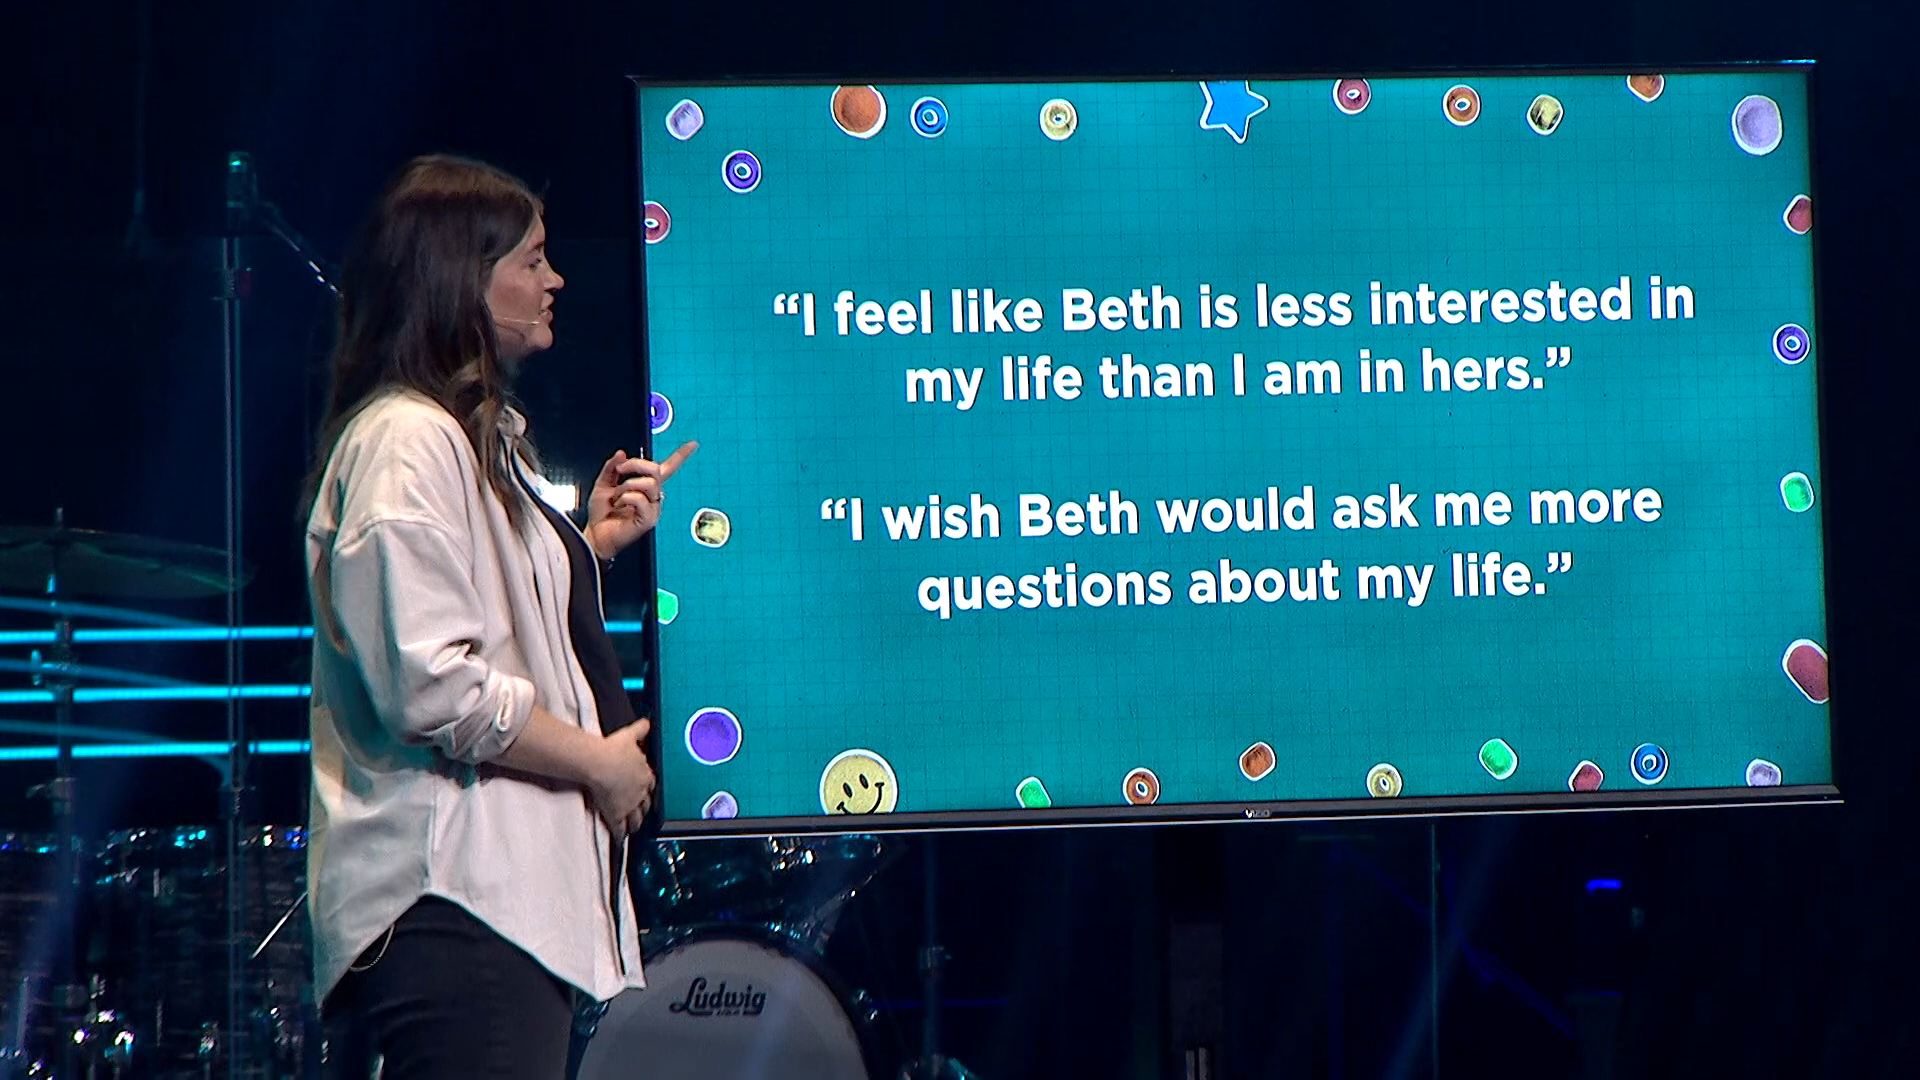 “I feel like Beth is less interested in
my life than I am in hers.”
“I wish Beth would ask me more
questions about my life.”
VIZIO
Ludwig